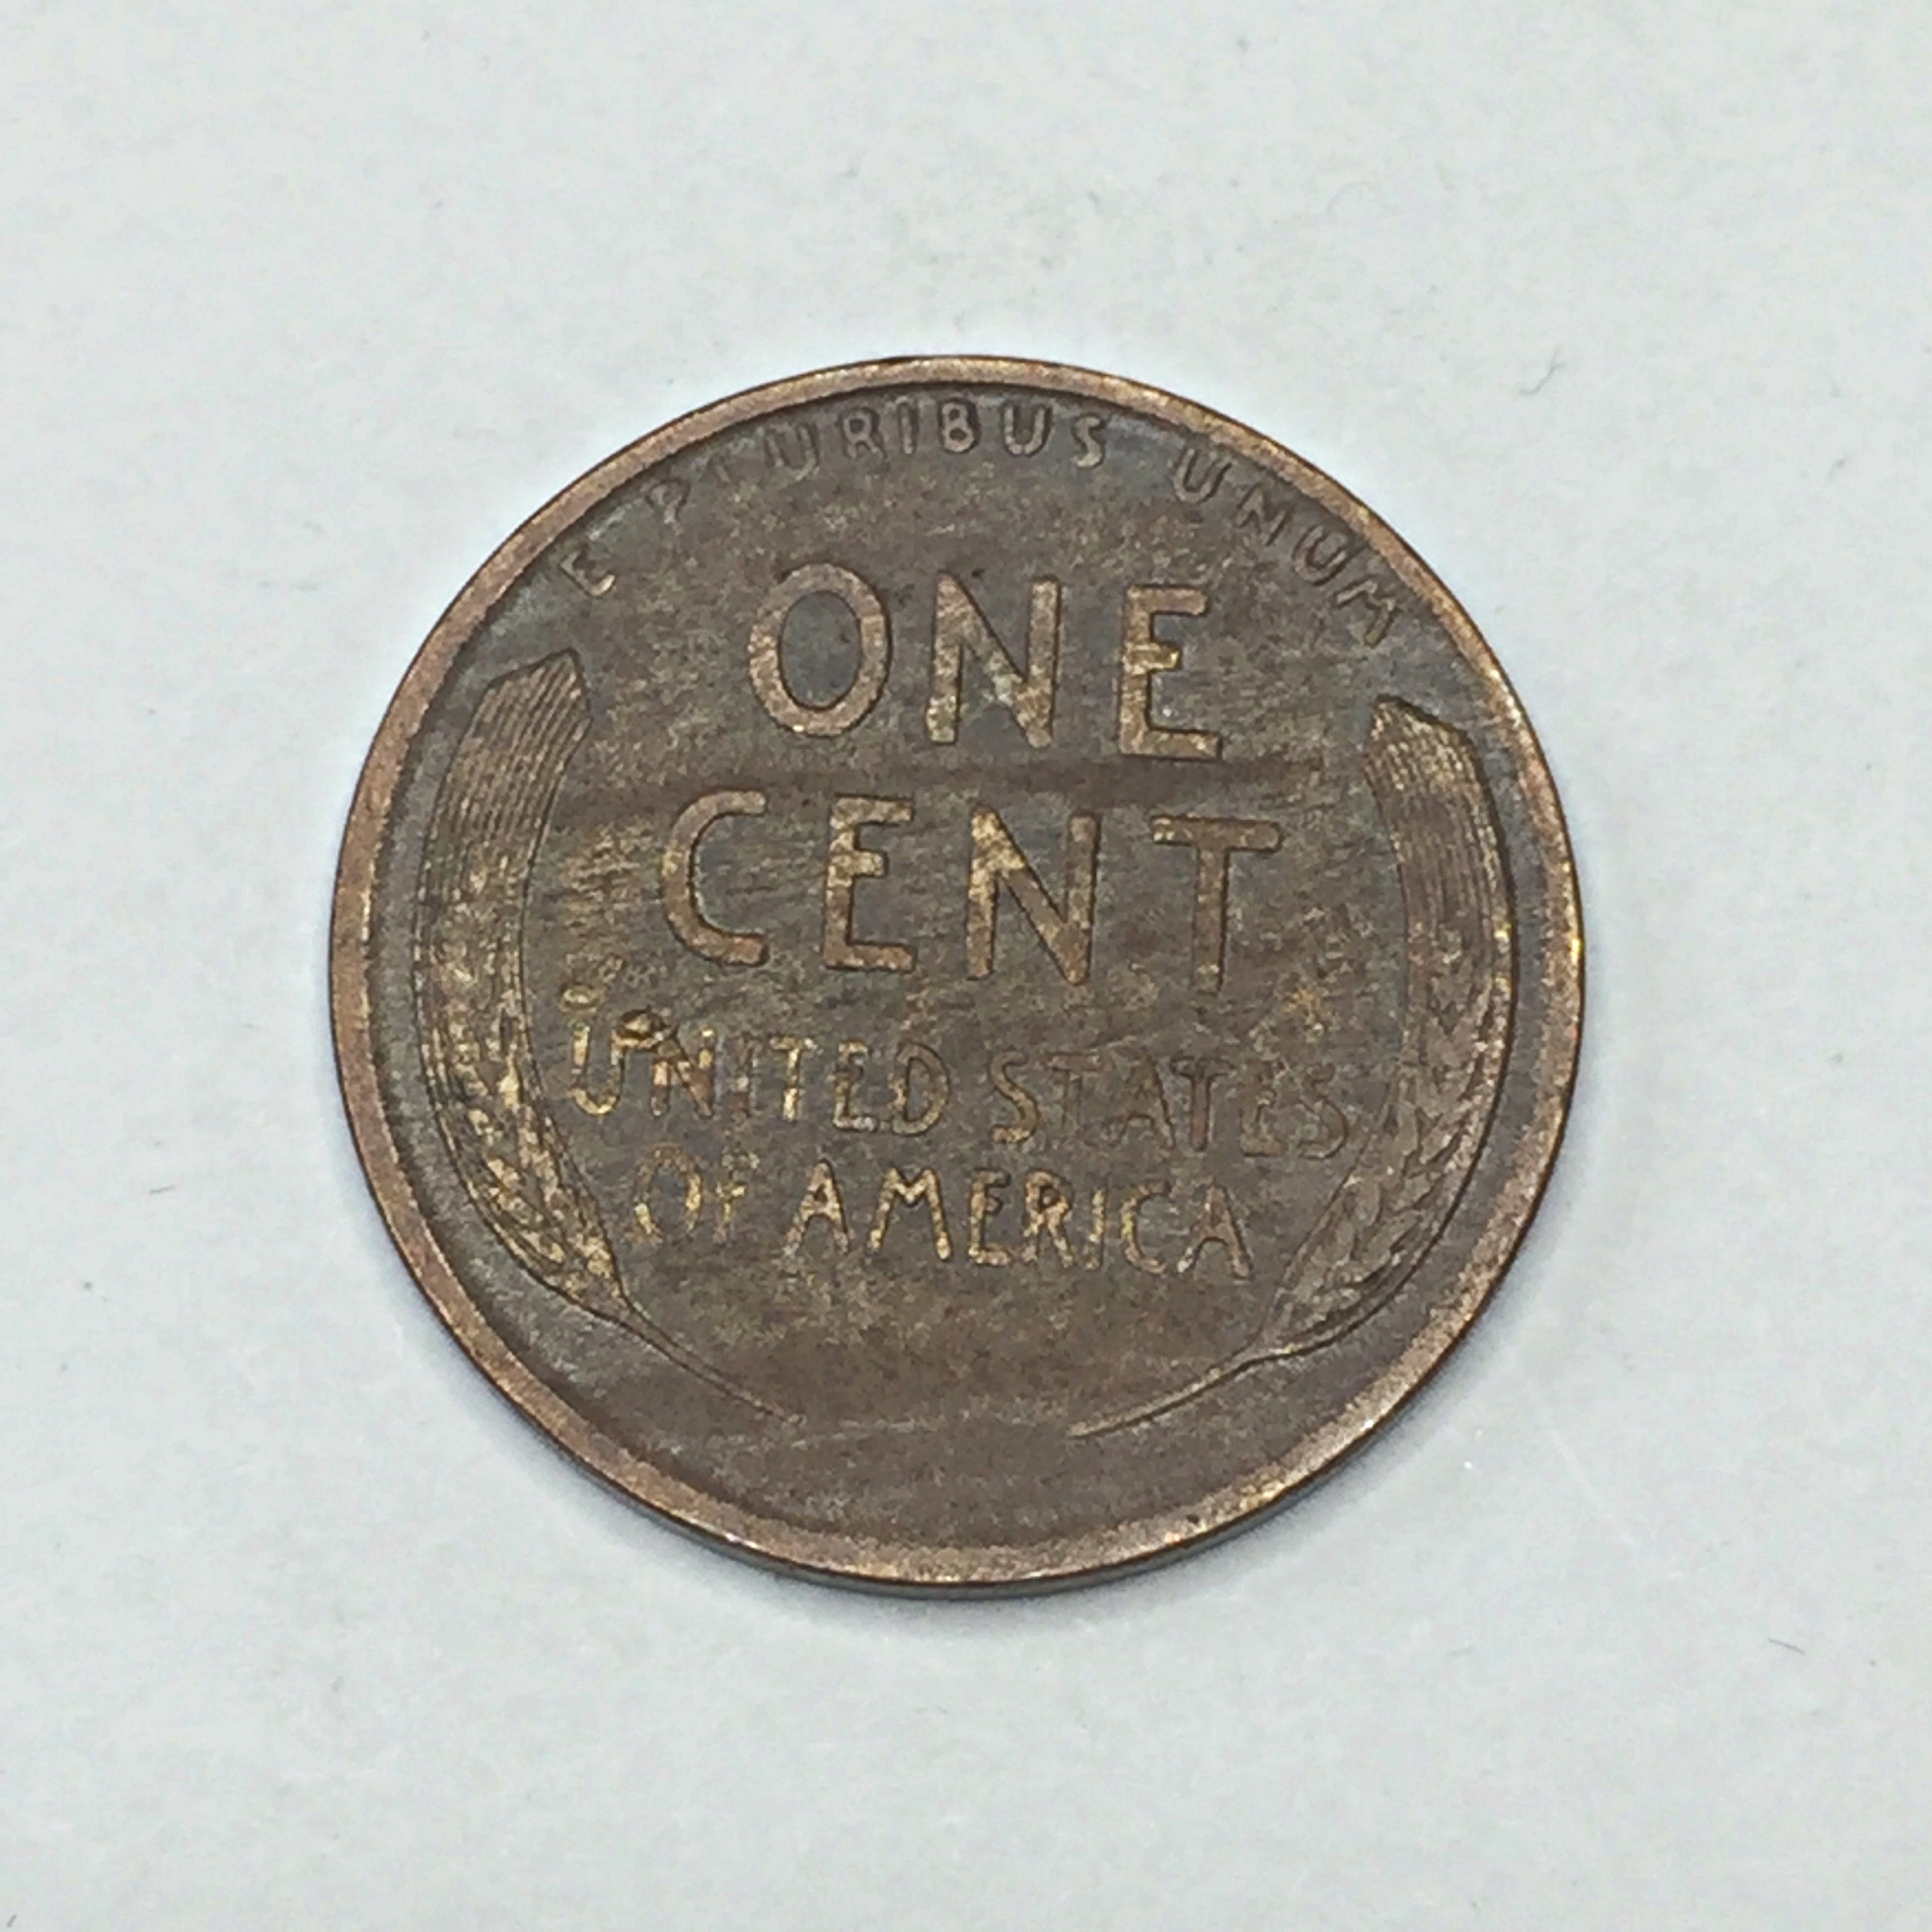 E PLURIBUS UNUM
ONE
CENT
UNITED STATES
OF AMERICA